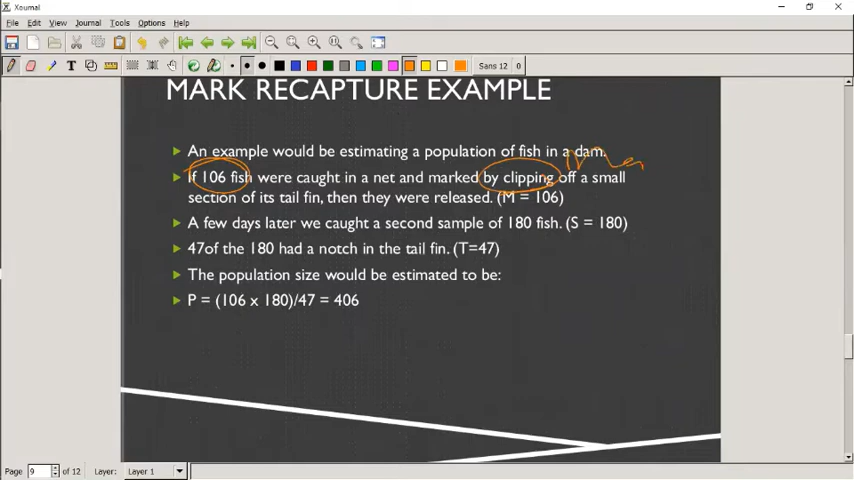 Xournal
File Edit View Journal Tools Options Help
Sans 12 0
MARK RECAPTURE EXAMPLE
An example would be estimating a population of fish in a dam.
If 106 fish were caught in a net and marked by clipping off a small
section of its tail fin, then they were released. (M = 106)
A few days later we caught a second sample of 180 fish. (S = 180)
47of the 180 had a notch in the tail fin. (T=47)
The population size would be estimated to be:
P = (106 x 180)/47 = 406
Page 9 of 12 Layer: Layer 1